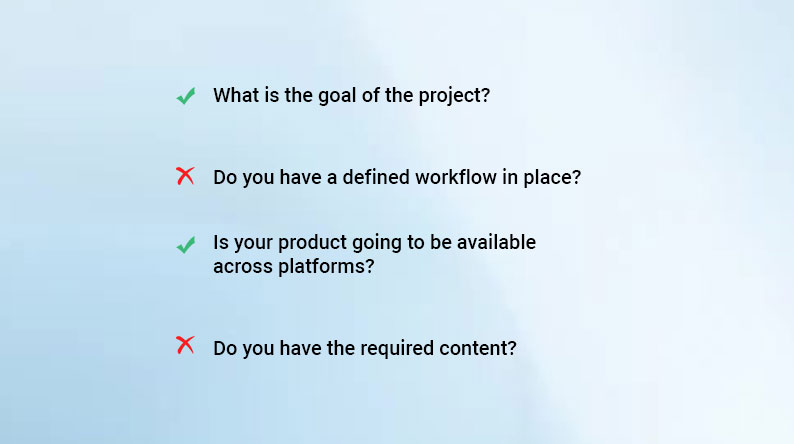 What is the goal of the project?
Do you have a defined workflow in place?
Is your product going to be available
across platforms?
Do you have the required content?